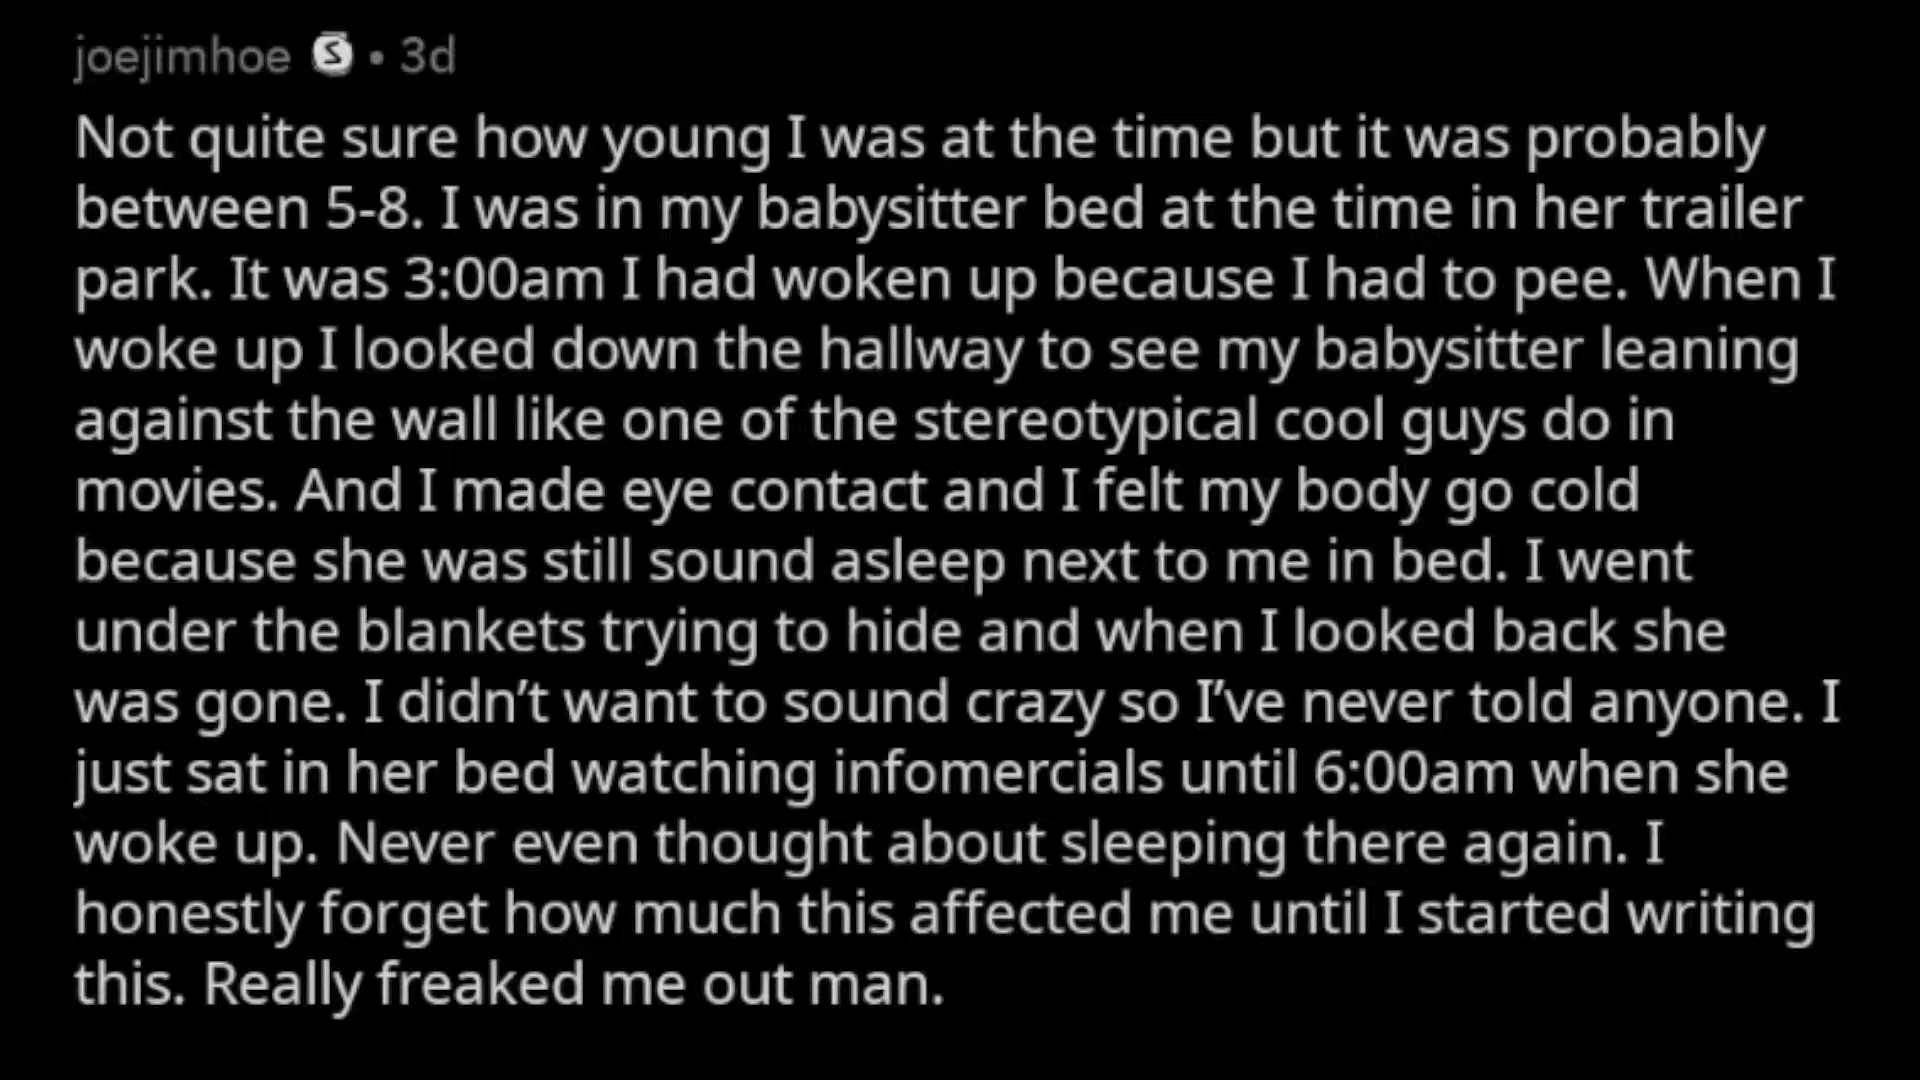 joejimhoe S • 3d
Not quite sure how young I was at the time but it was probably
between 5-8. I was in my babysitter bed at the time in her trailer
park. It was 3:00am I had woken up because I had to pee. When I
woke up I looked down the hallway to see my babysitter leaning
against the wall like one of the stereotypical cool guys do in
movies. And I made eye contact and I felt my body go cold
because she was still sound asleep next to me in bed. I went
under the blankets trying to hide and when I looked back she
was gone. I didn’t want to sound crazy so I’ve never told anyone. I
just sat in her bed watching infomercials until 6:00am when she
woke up. Never even thought about sleeping there again. I
honestly forget how much this affected me until I started writing
this. Really freaked me out man.